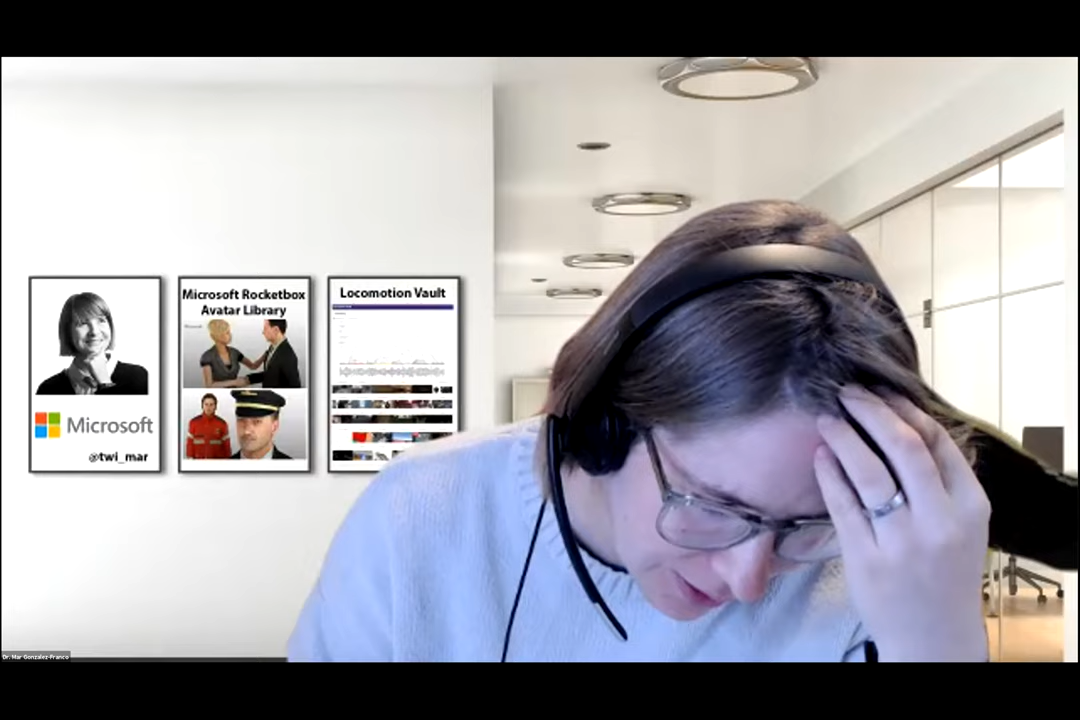 Microsoft
@twi_mar
Microsoft Rocketbox
Avatar Library
Locomotion Vault
Dr. Mar Gonzalez-Franco